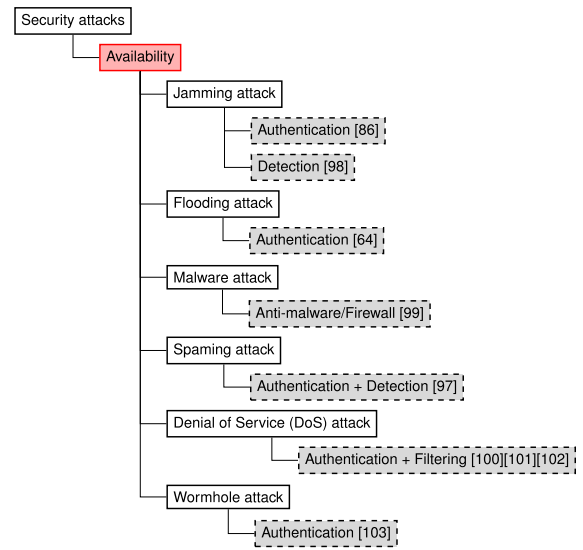 Security attacks
Availability
Jamming attack
Authentication [86]
Detection [98]
Flooding attack
Authentication [64]
Malware attack
Anti-malware/Firewall [99]
Spaming attack
Authentication + Detection [97]
Denial of Service (DoS) attack
Authentication + Filtering [100][101][102]
Wormhole attack
Authentication [103]